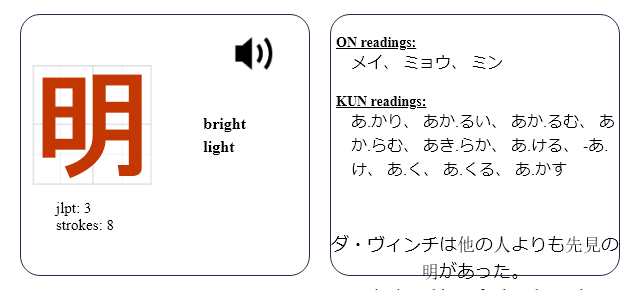 明
bright
light
jlpt: 3
strokes: 8
ON readings:
メイ、 ミョウ、 ミン
KUN readings:
あ.かり、 あか.るい、 あか.るむ、 あ
か.らむ、 あき.らか、 あ.ける、 -あ.
け、 あ.く、 あ.くる、 あ.かす
ダ・ヴィンチは他の人よりも先見の
明があった。